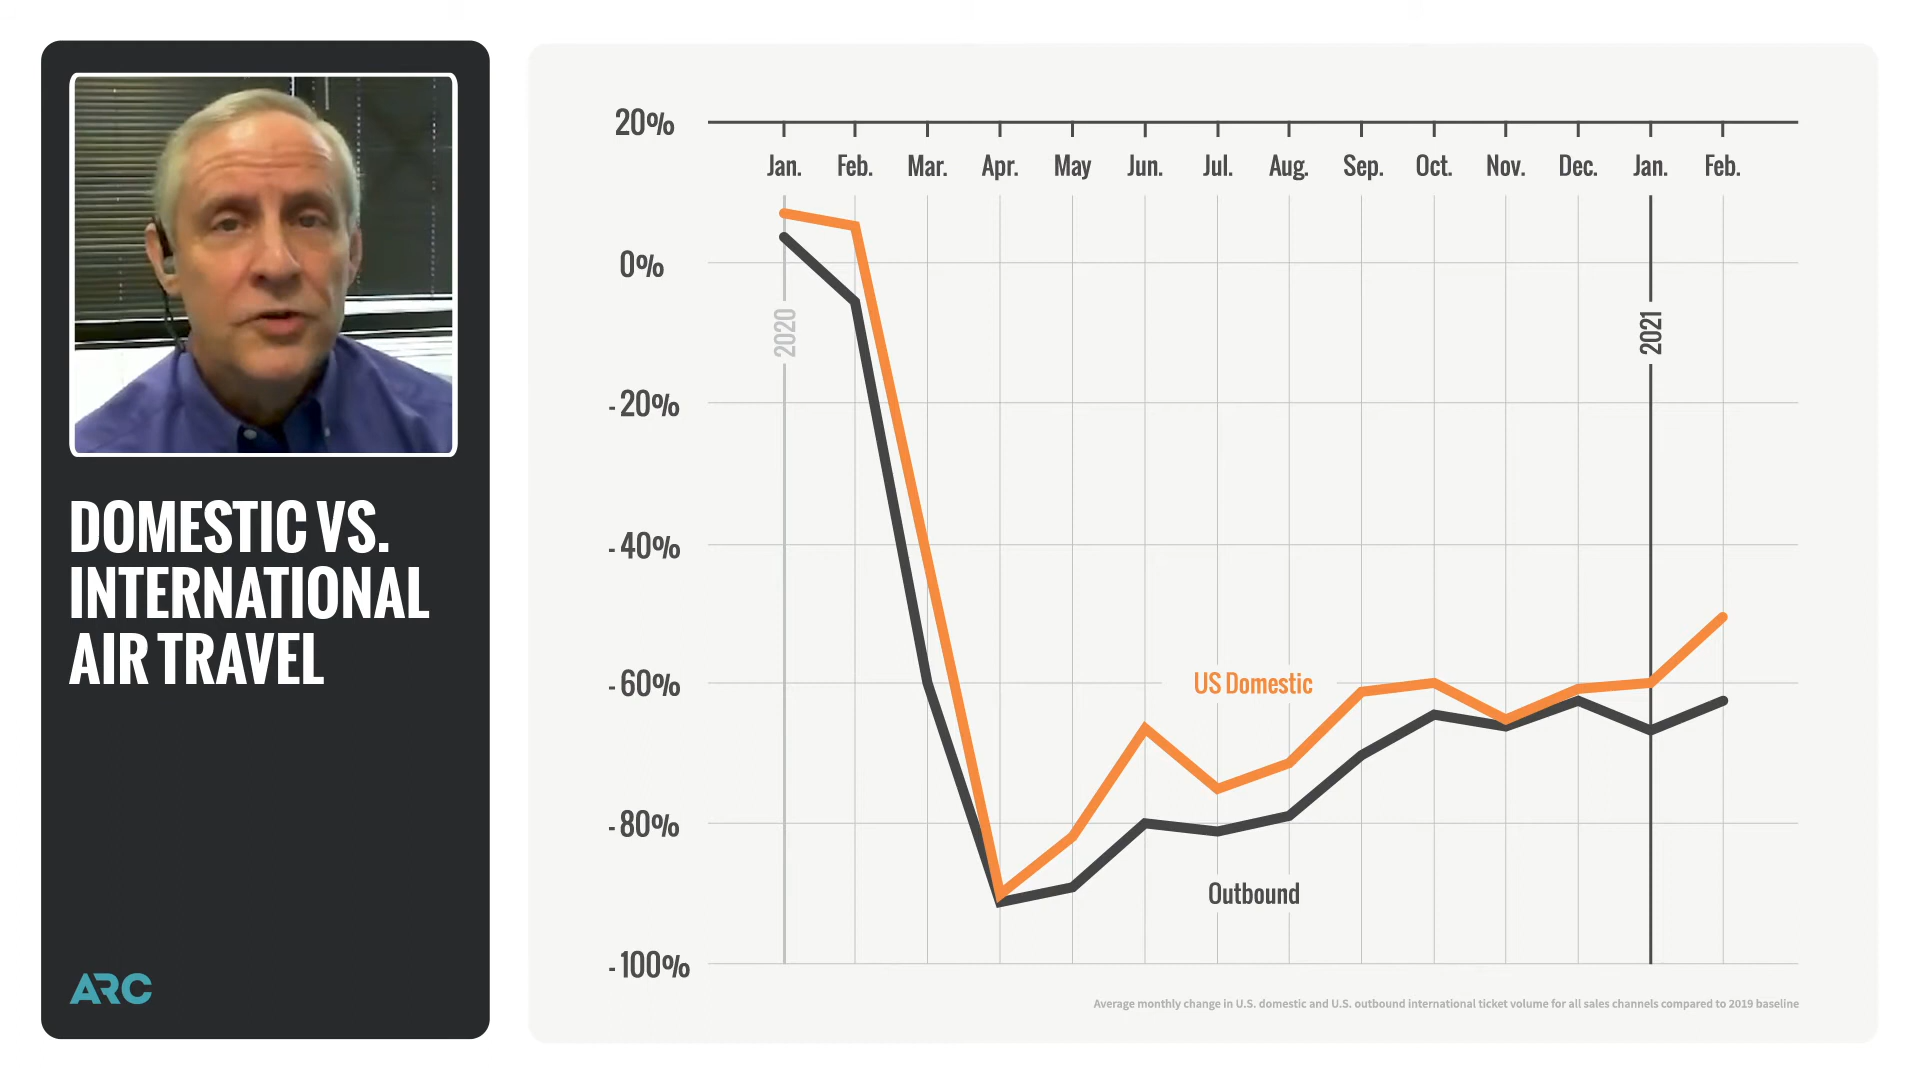 DOMESTIC VS.
INTERNATIONAL
AIR TRAVEL
ARC
20%
Jan. Feb. Mar. Apr. May Jun. Jul. Aug. Sep. Oct. Nov. Dec. Jan. Feb.
0%
2020
2021
-20%
-40%
-60%
US Domestic
-80%
Outbound
-100%
Average monthly change in U.S. domestic and U.S. outbound international ticket volume for all sales channels compared to 2019 baseline